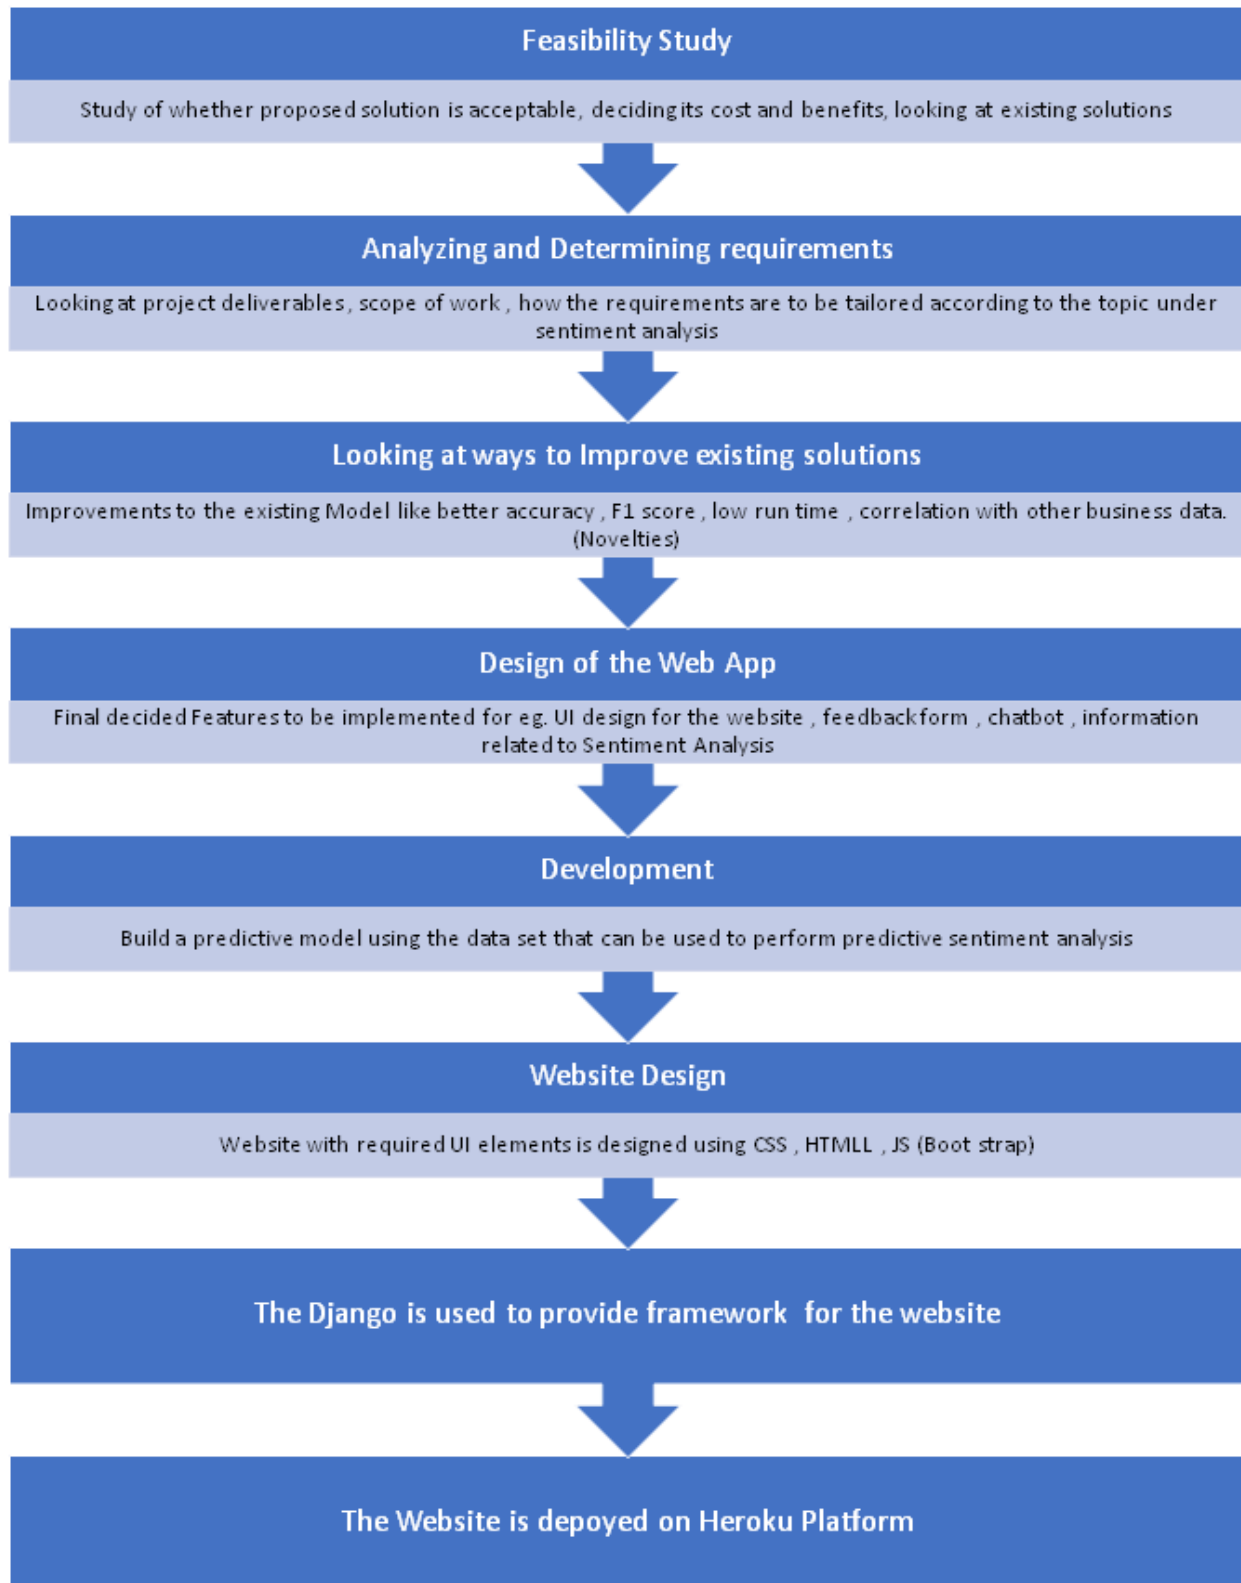 Feasibility Study
Study of whether proposed solution is acceptable, deciding its cost and benefits, looking at existing solutions
Analyzing and Determining requirements
Looking at project deliverables , scope of work , how the requirements are to be tailored according to the topic under
sentiment analysis
Looking at ways to Improve existing solutions
Improvements to the existing Model like better accuracy , F1 score , low run time , correlation with other business data.
(Novelties)
Design of the Web App
Final decided Features to be implemented for eg. UI design for the website , feedback form , chatbot , information
related to Sentiment Analysis
Development
Build a predictive model using the data set that can be used to perform predictive sentiment analysis
Website Design
Website with required UI elements is designed using CSS , HTMLL , JS (Boot strap)
The Django is used to provide framework for the website
The Website is depoyed on Heroku Platform